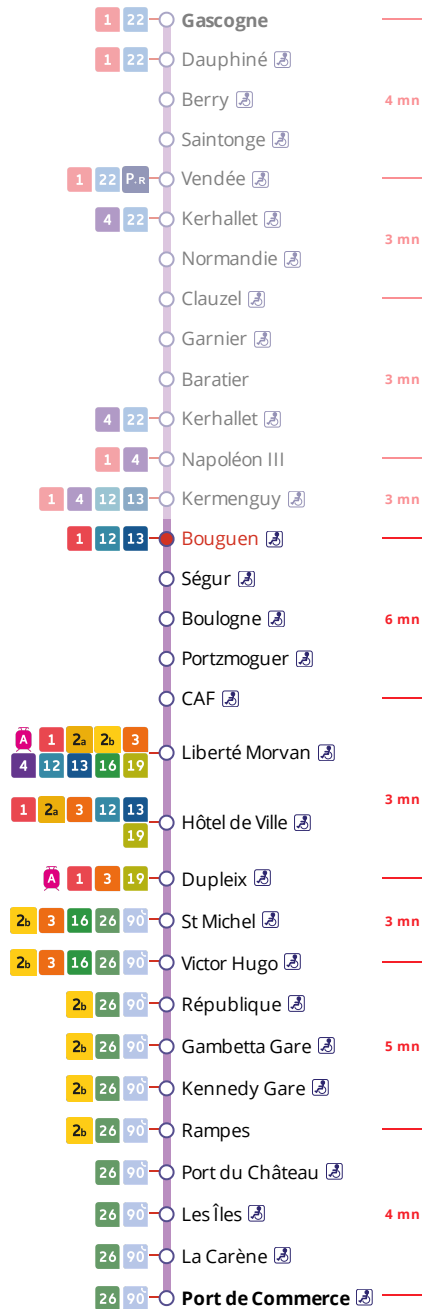 1 22 Gascogne
1 22 Dauphiné
Berry 4 mn
Saintonge
1 22 P+R Vendée
4 22 Kerhallet
Normandie 3 mn
Clauzel
Garnier
Baratier 3 mn
4 22 Kerhallet
1 4 Napoléon III
1 4 12 13 Kermenguy 3 mn
1 12 13 Bouguen
Ségur
Boulogne 6 mn
Portzmoguer
CAF
A 1 2a 2b 3
4 12 13 16 19 Liberté Morvan
3 mn
1 2a 3 12 13
19 Hôtel de Ville
A 1 3 19 Dupleix
2b 3 16 26 90 St Michel 3 mn
2b 3 16 26 90 Victor Hugo
2b 26 90 République
2b 26 90 Gambetta Gare 5 mn
2b 26 90 Kennedy Gare
2b 26 90 Rampes
26 90 Port du Château
26 90 Les Îles 4 mn
26 90 La Carène
26 90 Port de Commerce